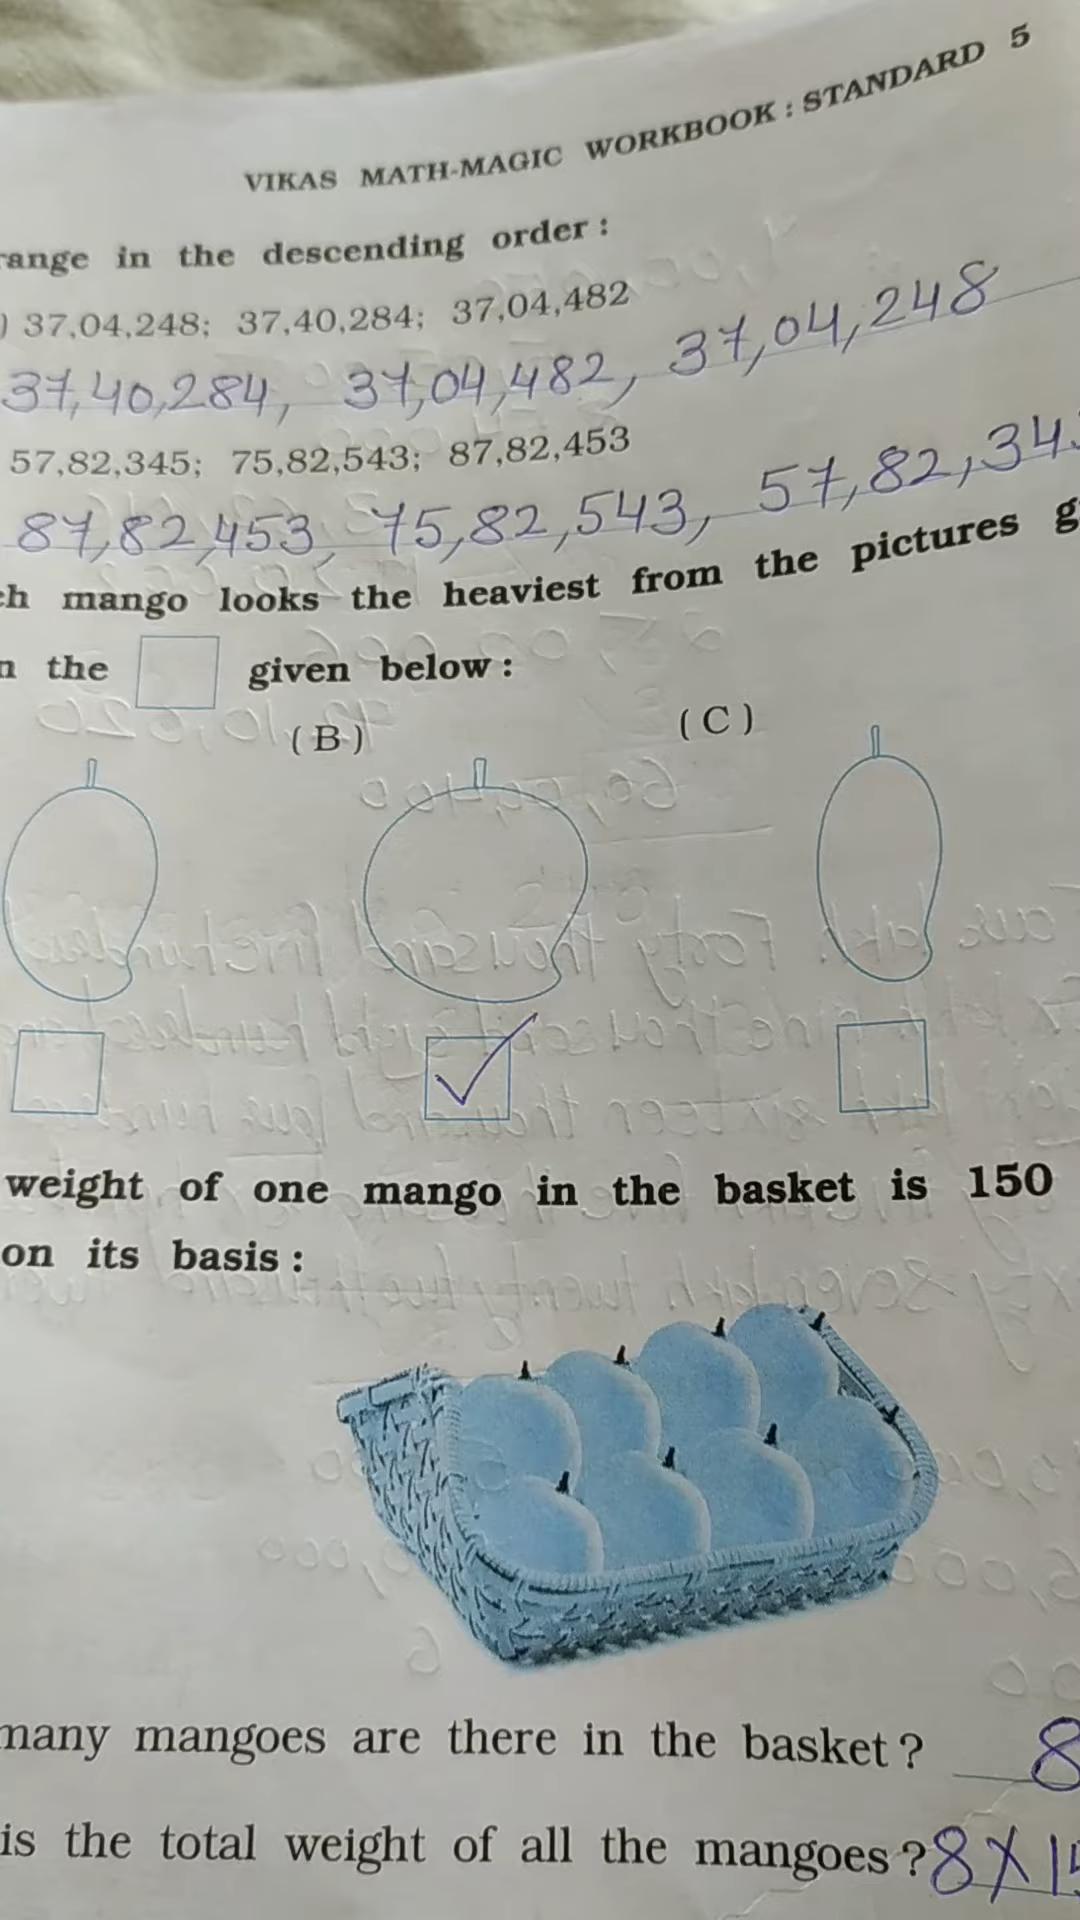 VIKAS MATH-MAGIC WORKBOOK : STANDARD 5
range in the descending order :
) 37,04,248; 37,40,284; 37,04,482
37,40,284, 37,04,482, 37,04,248
57,82,345; 75,82,543; 87,82,453
87,82,453, 75,82,543, 57,82,34
ch mango looks the heaviest from the pictures g
n the given below :
(B) (C)
weight of one mango in the basket is 150
on its basis :
many mangoes are there in the basket ? 8
is the total weight of all the mangoes ? 8 X 15